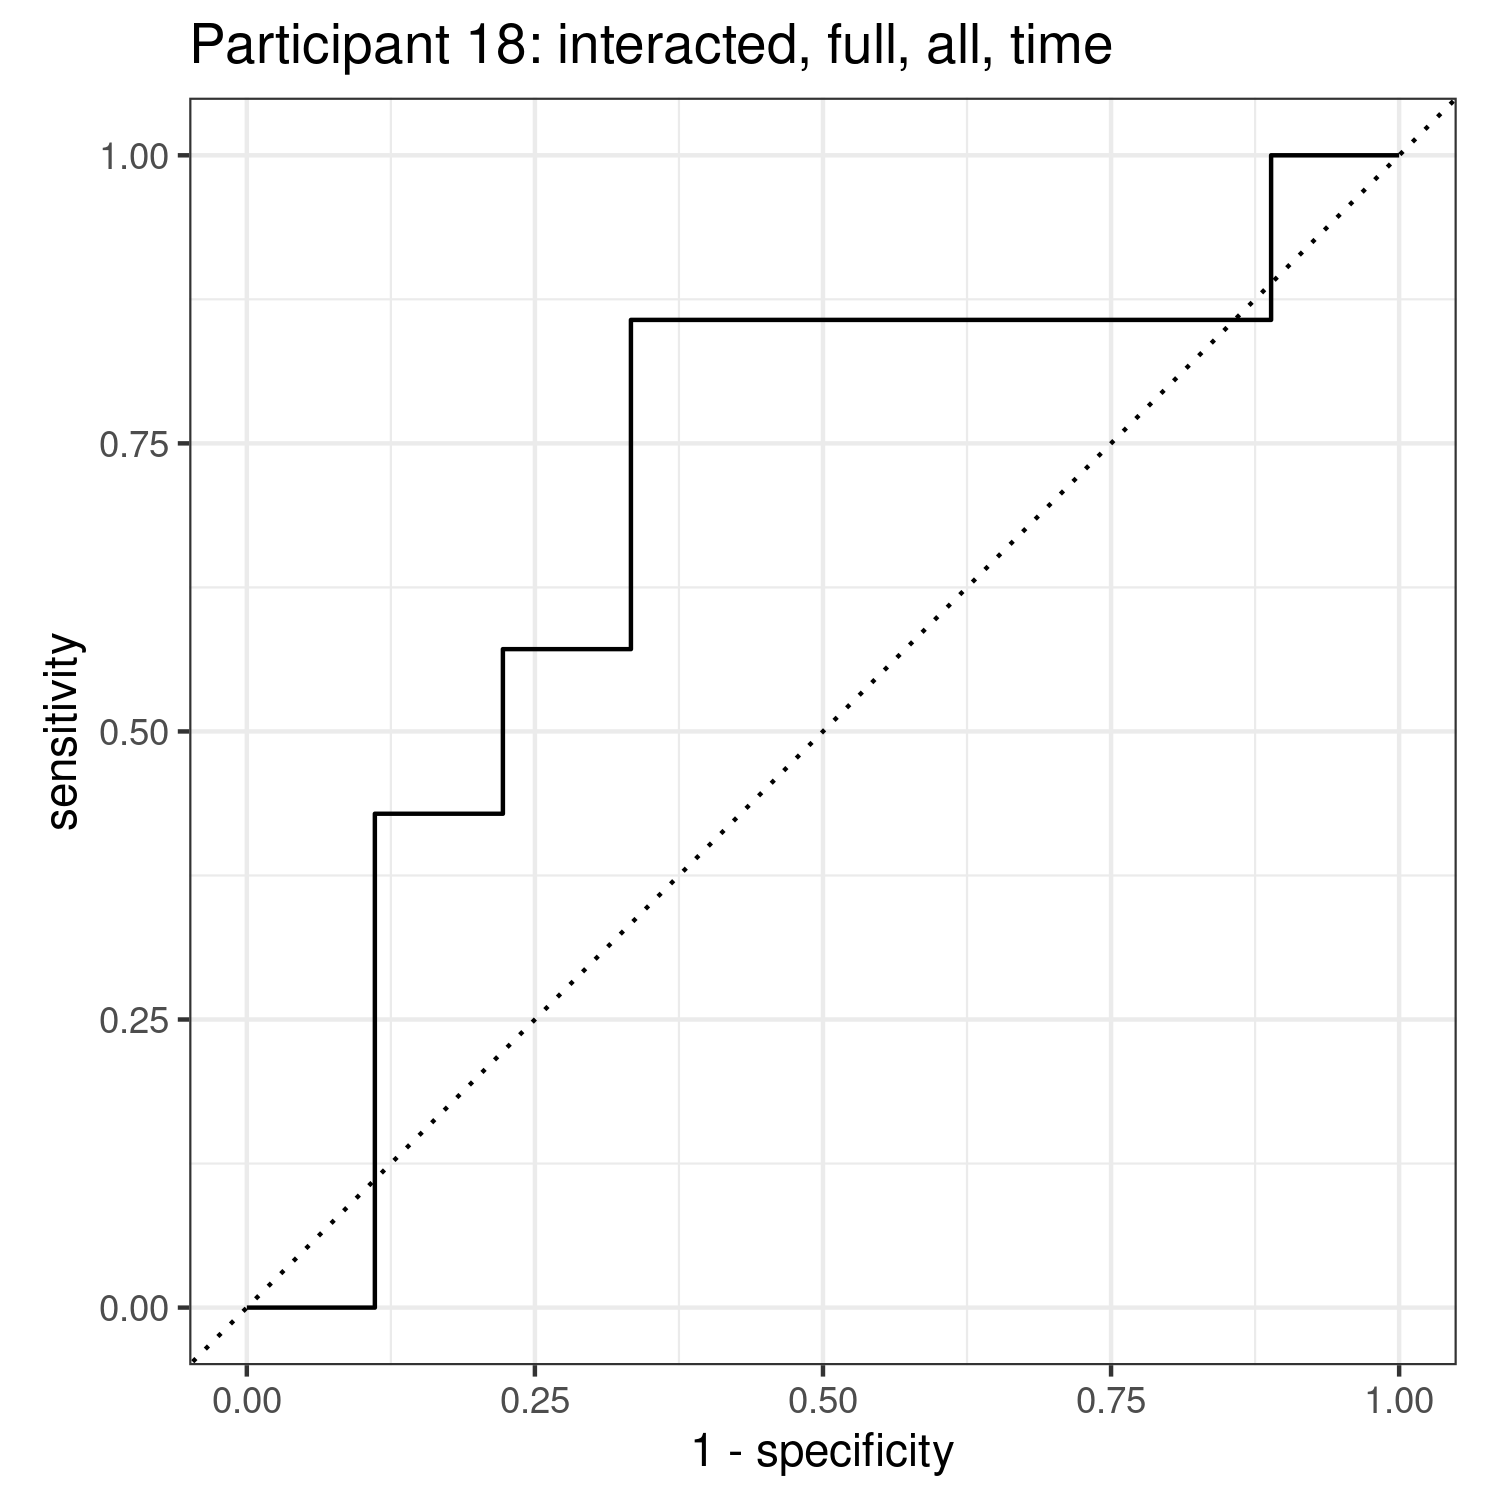 Participant 18: interacted, full, all, time
1.00
0.75
0.50
0.25
0.00
sensitivity
0.00 0.25 0.50 0.75 1.00
1 - specificity